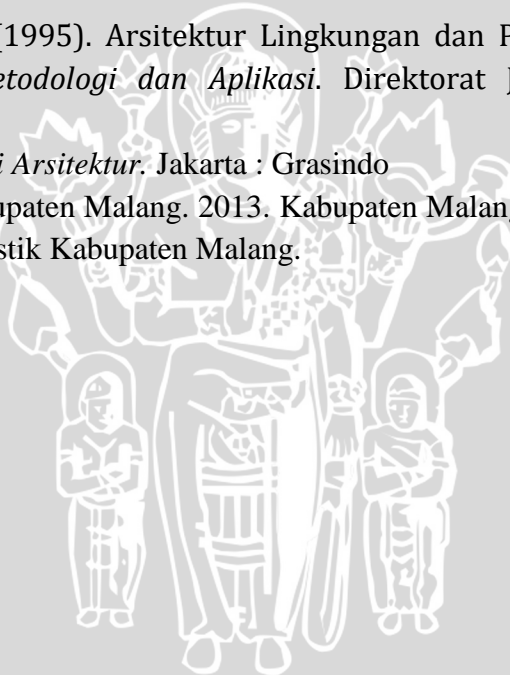 (1995). Arsitektur Lingkungan dan
etodologi dan Aplikasi. Direktorat
i Arsitektur. Jakarta : Grasindo
upaten Malang. 2013. Kabupaten Malang
stik Kabupaten Malang.